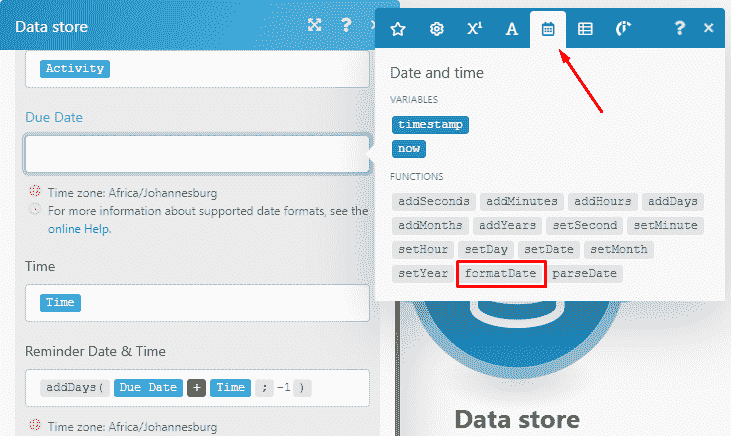 Data store
?
Activity
Due Date
Time zone: Africa/Johannesburg
For more information about supported date formats, see the
online Help.
Time
Time
Reminder Date & Time
addDays( Due Date + Time ; -1 )
Time zone: Africa/Johannesburg
X¹ A ? ×
Date and time
VARIABLES
timestamp
now
FUNCTIONS
addSeconds addMinutes addHours addDays
addMonths addYears setSecond setMinute
setHour setDay setDate setMonth
setYear formatDate parseDate
Data store